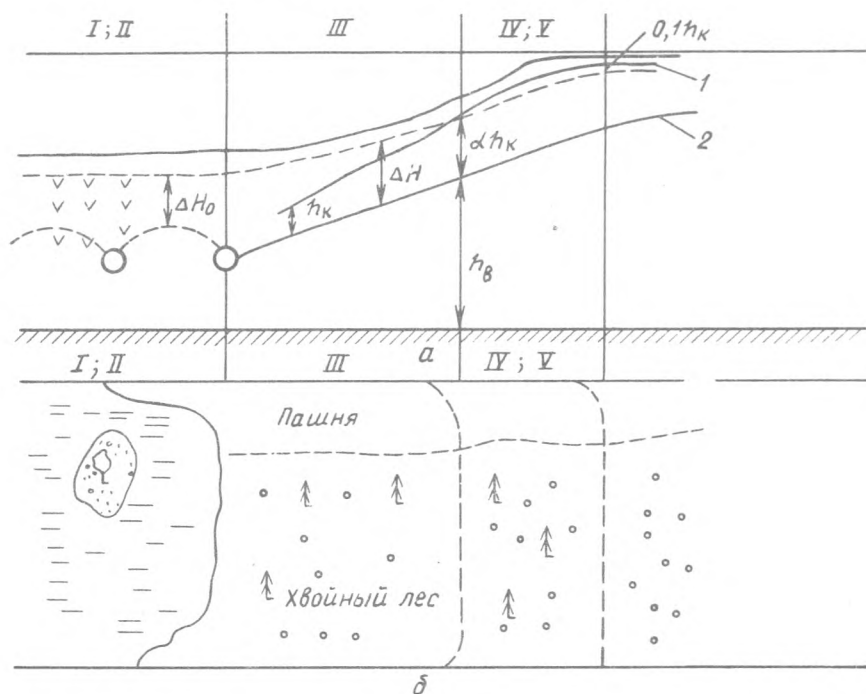 I; II III IV; V 0,1hк
1
αhк 2
ΔH
ΔH₀
hк
hв
а
I; II III IV; V
Пашня
Хвойный лес
б